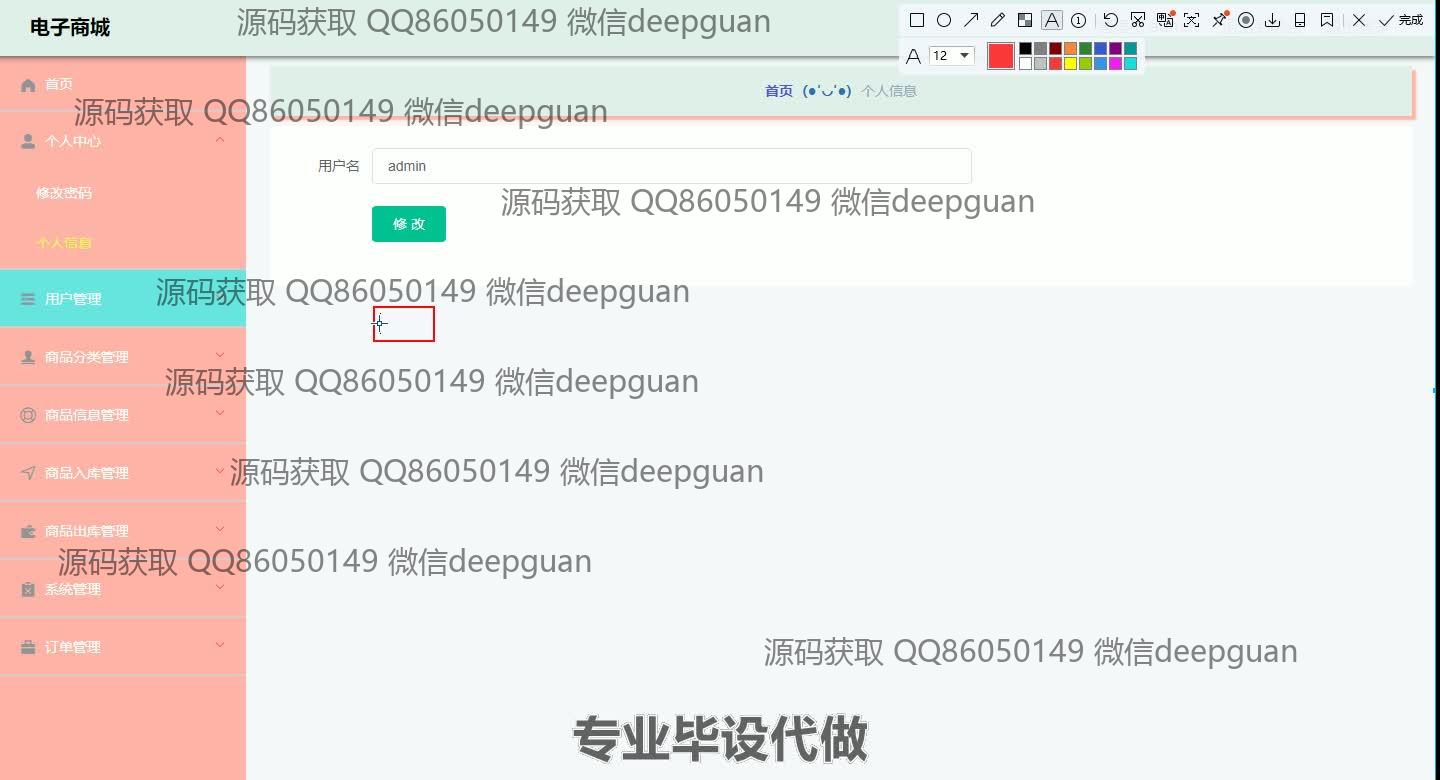 电子商城
源码获取 QQ86050149 微信deepguan
完成
A 12
首页
首页 (●'◡'●) 个人信息
源码获取 QQ86050149 微信deepguan
个人中心
用户名 admin
修改密码
源码获取 QQ86050149 微信deepguan
修改
个人信息
用户管理
源码获取 QQ86050149 微信deepguan
商品分类管理
源码获取 QQ86050149 微信deepguan
商品信息管理
商品入库管理
源码获取 QQ86050149 微信deepguan
商品出库管理
源码获取 QQ86050149 微信deepguan
系统管理
订单管理
源码获取 QQ86050149 微信deepguan
专业毕设代做